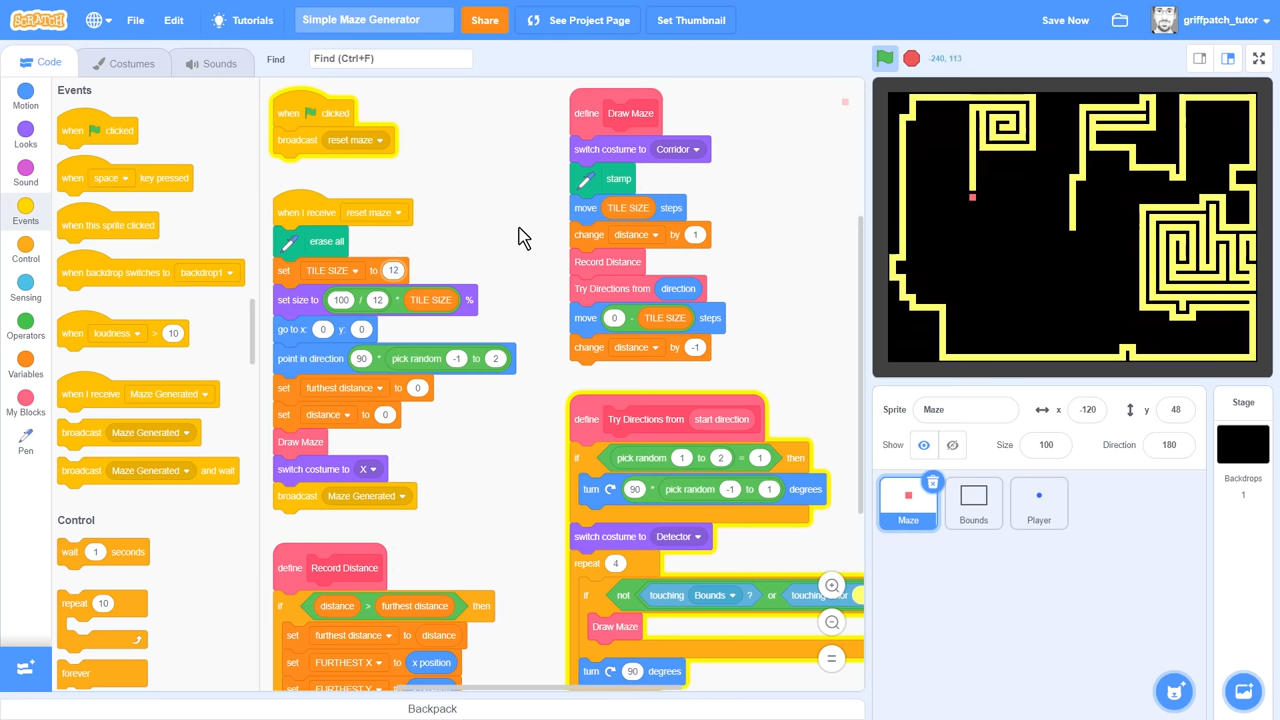 SCRATCH File Edit Tutorials Simple Maze Generator Share See Project Page Set Thumbnail Save Now griffpatch_tutor
Code Costumes Sounds Find Find (Ctrl+F) -240, 113
Motion
Looks
Sound
Events
Control
Sensing
Operators
Variables
My Blocks
Pen
Events
when clicked
when space key pressed
when this sprite clicked
when backdrop switches to backdrop1
when loudness > 10
when I receive Maze Generated
broadcast Maze Generated
broadcast Maze Generated and wait
Control
wait 1 seconds
repeat 10
forever
when clicked
broadcast reset maze
when I receive reset maze
erase all
set TILE SIZE to 12
set size to 100 / 12 * TILE SIZE %
go to x: 0 y: 0
point in direction 90 * pick random -1 to 2
set furthest distance to 0
set distance to 0
Draw Maze
switch costume to X
broadcast Maze Generated
define Record Distance
if distance > furthest distance then
set furthest distance to distance
set FURTHEST X to x position
define Draw Maze
switch costume to Corridor
stamp
move TILE SIZE steps
change distance by 1
Record Distance
Try Directions from direction
move 0 - TILE SIZE steps
change distance by -1
define Try Directions from start direction
if pick random 1 to 2 = 1 then
turn 90 * pick random -1 to 1 degrees
switch costume to Detector
repeat 4
if not touching Bounds ? or
Draw Maze
turn 90 degrees
Sprite Maze x -120 y 48
Show Size 100 Direction 180
Maze Bounds Player
Stage
Backdrops
1
Backpack